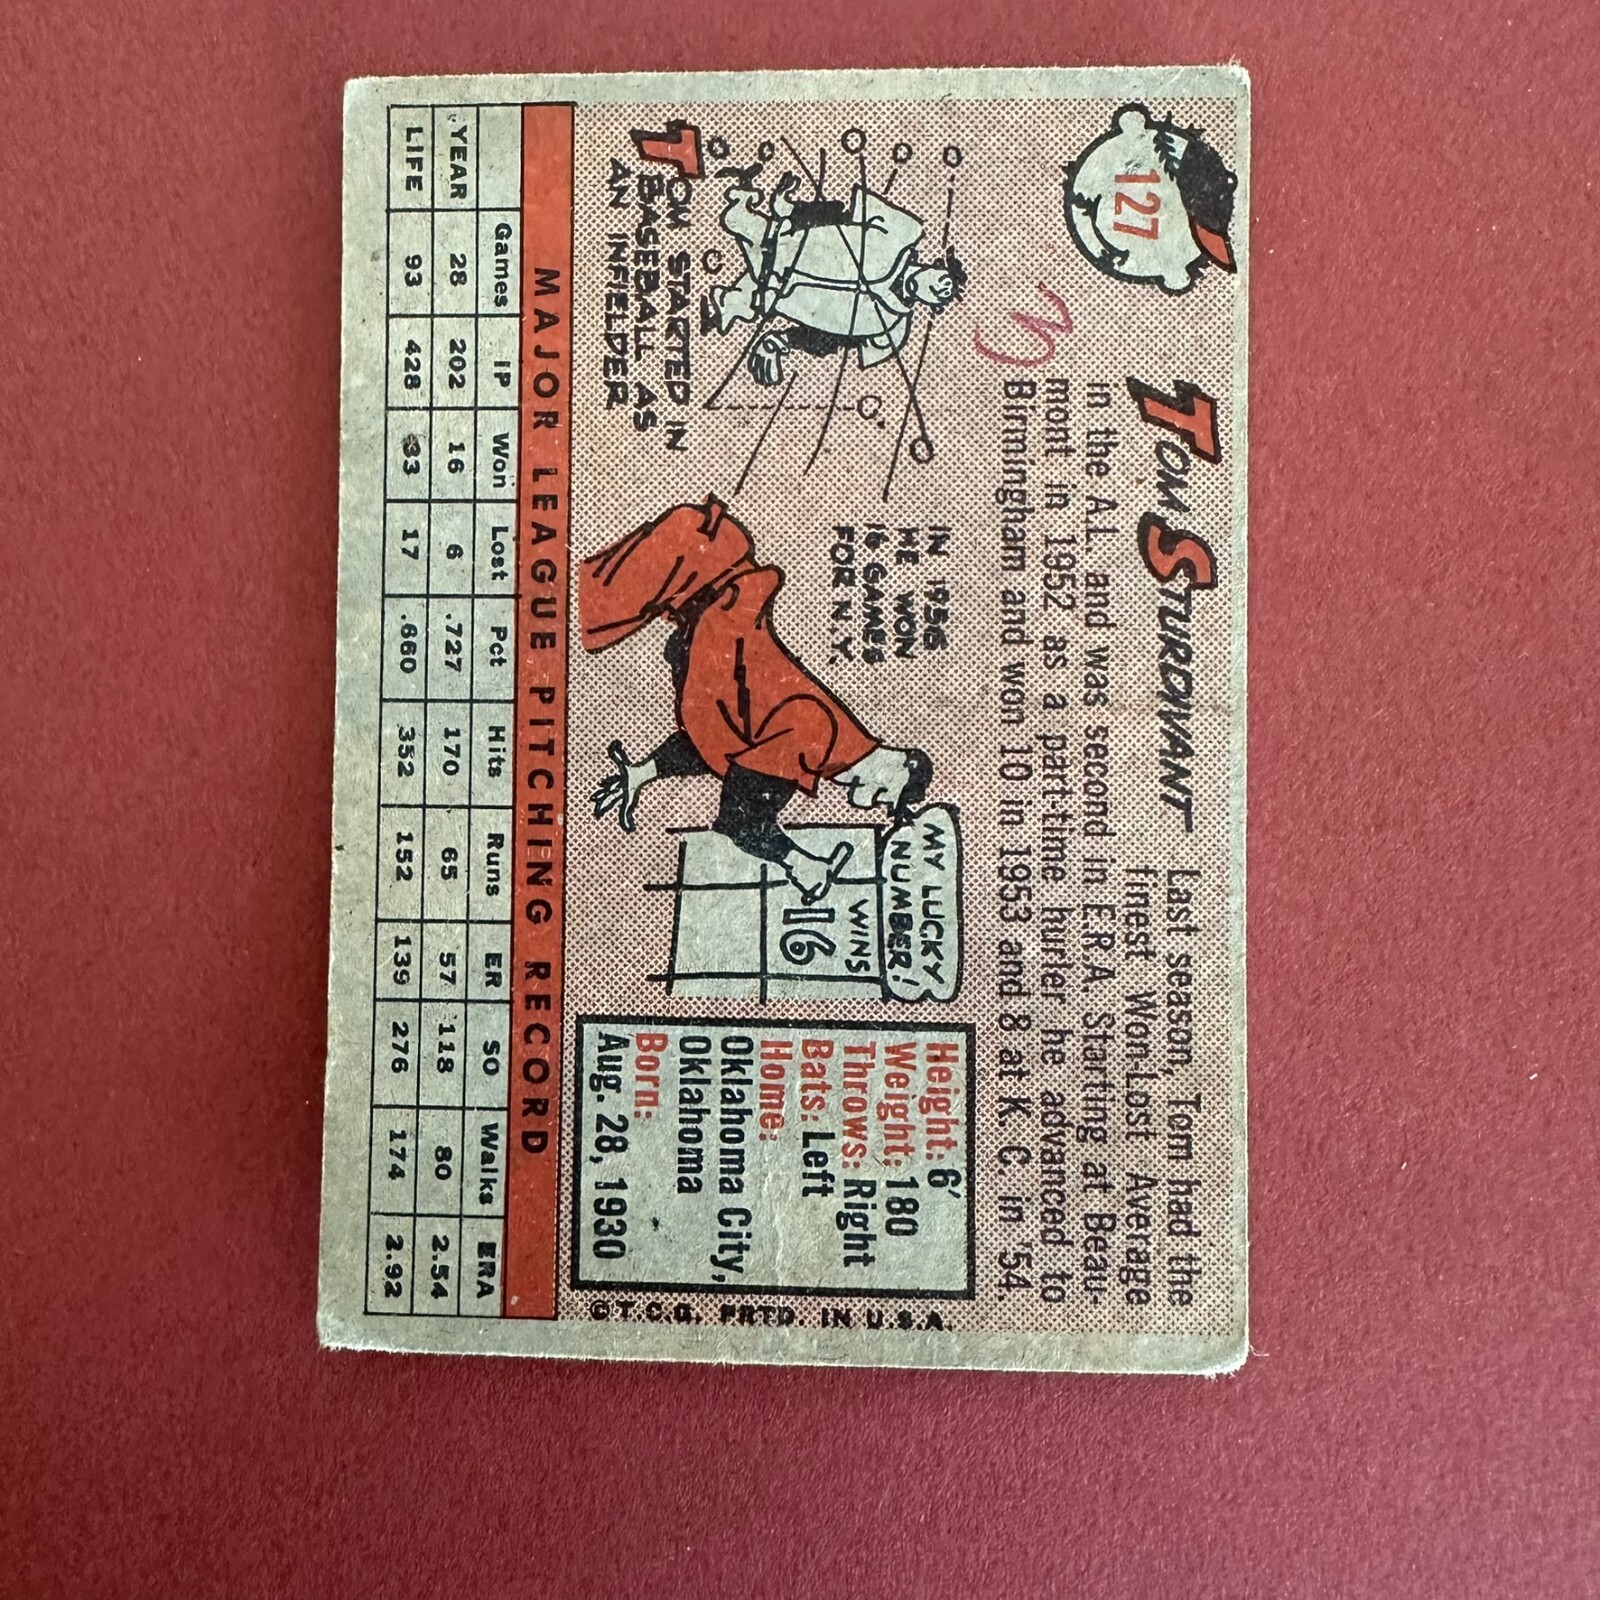 127
TOM STURDIVANT Last season, Tom had the
finest Won-Lost Average
in the A.L. and was second in E.R.A. Starting at Beau-
mont in 1952 as a part-time hurler he advanced to
Birmingham and won 10 in 1953 and 8 at K. C. in '54.
TOM STARTED IN
BASEBALL AS
AN INFIELDER
IN 1956
HE WON
16 GAMES
FOR N.Y.
MY LUCKY
NUMBER!
WINS
16
Height: 6'
Weight: 180
Throws: Right
Bats: Left
Home:
Oklahoma City,
Oklahoma
Born:
Aug. 28, 1930
©T.C.G. PRTD. IN U.S.A.
MAJOR LEAGUE PITCHING RECORD
Games IP Won Lost Pct Hits Runs ER SO Walks ERA
YEAR 28 202 16 6 .727 170 65 57 118 80 2.54
LIFE 93 428 33 17 .660 352 152 139 276 174 2.92